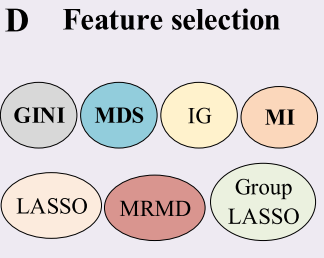 D Feature selection
GINI MDS IG MI
LASSO MRMD Group
LASSO